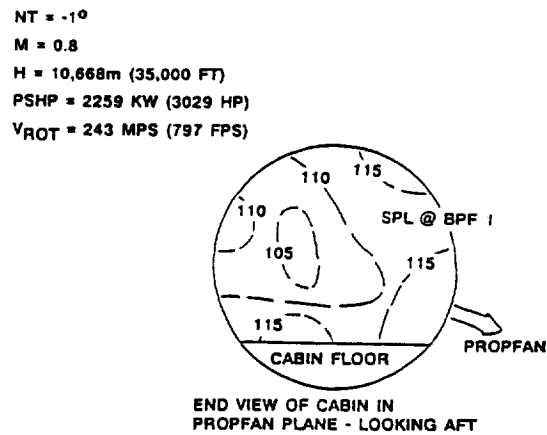 NT = -1°
M = 0.8
H = 10,668m (35,000 FT)
PSHP = 2259 KW (3029 HP)
VROT = 243 MPS (797 FPS)
110
115
110
SPL @ BPF 1
105
115
115
CABIN FLOOR
PROPFAN
END VIEW OF CABIN IN
PROPFAN PLANE - LOOKING AFT